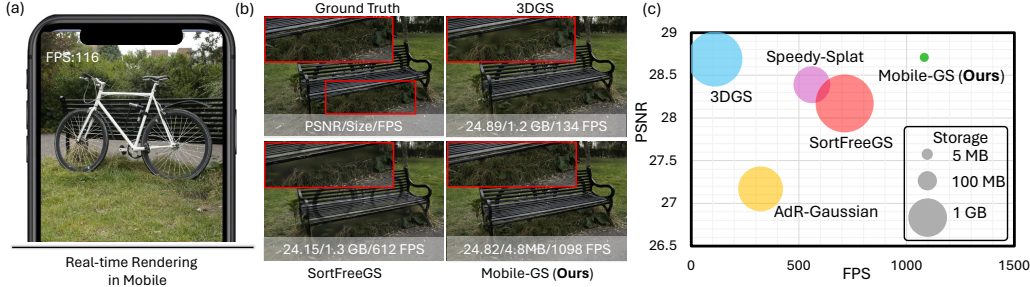 (a)
FPS:116
Real-time Rendering
in Mobile
(b)
Ground Truth
3DGS
PSNR/Size/FPS
24.89/1.2 GB/134 FPS
24.15/1.3 GB/612 FPS
24.82/4.8MB/1098 FPS
SortFreeGS
Mobile-GS (Ours)
(c)
PSNR
29
28.5
28
27.5
27
26.5
0
500
1000
1500
FPS
3DGS
Speedy-Splat
Mobile-GS (Ours)
SortFreeGS
AdR-Gaussian
Storage
5 MB
100 MB
1 GB